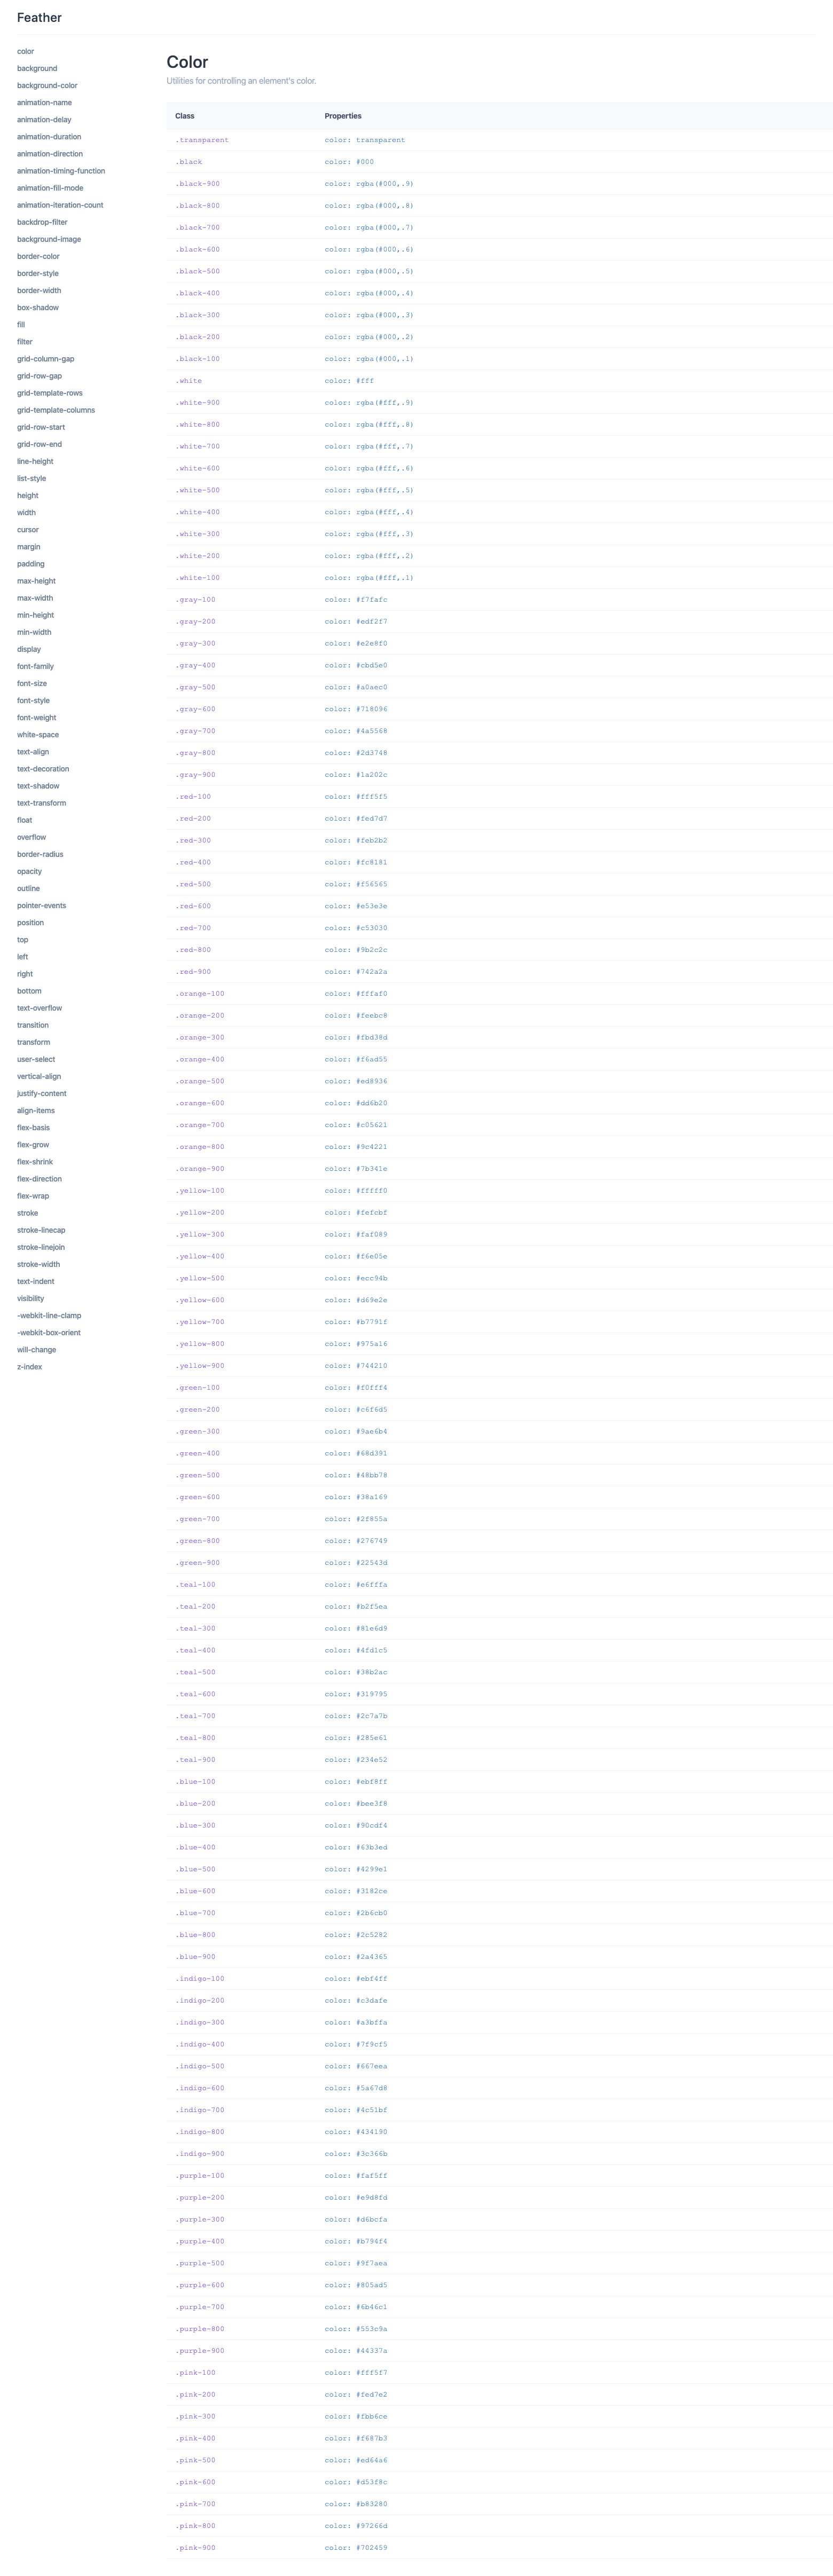 Feather
color
background
background-color
animation-name
animation-delay
animation-duration
animation-direction
animation-timing-function
animation-fill-mode
animation-iteration-count
backdrop-filter
background-image
border-color
border-style
border-width
box-shadow
fill
filter
grid-column-gap
grid-row-gap
grid-template-rows
grid-template-columns
grid-row-start
grid-row-end
line-height
list-style
height
width
cursor
margin
padding
max-height
max-width
min-height
min-width
display
font-family
font-size
font-style
font-weight
white-space
text-align
text-decoration
text-shadow
text-transform
float
overflow
border-radius
opacity
outline
pointer-events
position
top
left
right
bottom
text-overflow
transition
transform
user-select
vertical-align
justify-content
align-items
flex-basis
flex-grow
flex-shrink
flex-direction
flex-wrap
stroke
stroke-linecap
stroke-linejoin
stroke-width
text-indent
visibility
-webkit-line-clamp
-webkit-box-orient
will-change
z-index
Color
Utilities for controlling an element's color.
Class Properties
.transparent color: transparent
.black color: #000
.black-900 color: rgba(#000,.9)
.black-800 color: rgba(#000,.8)
.black-700 color: rgba(#000,.7)
.black-600 color: rgba(#000,.6)
.black-500 color: rgba(#000,.5)
.black-400 color: rgba(#000,.4)
.black-300 color: rgba(#000,.3)
.black-200 color: rgba(#000,.2)
.black-100 color: rgba(#000,.1)
.white color: #fff
.white-900 color: rgba(#fff,.9)
.white-800 color: rgba(#fff,.8)
.white-700 color: rgba(#fff,.7)
.white-600 color: rgba(#fff,.6)
.white-500 color: rgba(#fff,.5)
.white-400 color: rgba(#fff,.4)
.white-300 color: rgba(#fff,.3)
.white-200 color: rgba(#fff,.2)
.white-100 color: rgba(#fff,.1)
.gray-100 color: #f7fafc
.gray-200 color: #edf2f7
.gray-300 color: #e2e8f0
.gray-400 color: #cbd5e0
.gray-500 color: #a0aec0
.gray-600 color: #718096
.gray-700 color: #4a5568
.gray-800 color: #2d3748
.gray-900 color: #1a202c
.red-100 color: #fff5f5
.red-200 color: #fed7d7
.red-300 color: #feb2b2
.red-400 color: #fc8181
.red-500 color: #f56565
.red-600 color: #e53e3e
.red-700 color: #c53030
.red-800 color: #9b2c2c
.red-900 color: #742a2a
.orange-100 color: #fffaf0
.orange-200 color: #feebc8
.orange-300 color: #fbd38d
.orange-400 color: #f6ad55
.orange-500 color: #ed8936
.orange-600 color: #dd6b20
.orange-700 color: #c05621
.orange-800 color: #9c4221
.orange-900 color: #7b341e
.yellow-100 color: #fffff0
.yellow-200 color: #fefcbf
.yellow-300 color: #faf089
.yellow-400 color: #f6e05e
.yellow-500 color: #ecc94b
.yellow-600 color: #d69e2e
.yellow-700 color: #b7791f
.yellow-800 color: #975a16
.yellow-900 color: #744210
.green-100 color: #f0fff4
.green-200 color: #c6f6d5
.green-300 color: #9ae6b4
.green-400 color: #68d391
.green-500 color: #48bb78
.green-600 color: #38a169
.green-700 color: #2f855a
.green-800 color: #276749
.green-900 color: #22543d
.teal-100 color: #e6fffa
.teal-200 color: #b2f5ea
.teal-300 color: #81e6d9
.teal-400 color: #4fd1c5
.teal-500 color: #38b2ac
.teal-600 color: #319795
.teal-700 color: #2c7a7b
.teal-800 color: #285e61
.teal-900 color: #234e52
.blue-100 color: #ebf8ff
.blue-200 color: #bee3f8
.blue-300 color: #90cdf4
.blue-400 color: #63b3ed
.blue-500 color: #4299e1
.blue-600 color: #3182ce
.blue-700 color: #2b6cb0
.blue-800 color: #2c5282
.blue-900 color: #2a4365
.indigo-100 color: #ebf4ff
.indigo-200 color: #c3dafe
.indigo-300 color: #a3bffa
.indigo-400 color: #7f9cf5
.indigo-500 color: #667eea
.indigo-600 color: #5a67d8
.indigo-700 color: #4c51bf
.indigo-800 color: #434190
.indigo-900 color: #3c366b
.purple-100 color: #faf5ff
.purple-200 color: #e9d8fd
.purple-300 color: #d6bcfa
.purple-400 color: #b794f4
.purple-500 color: #9f7aea
.purple-600 color: #805ad5
.purple-700 color: #6b46c1
.purple-800 color: #553c9a
.purple-900 color: #44337a
.pink-100 color: #fff5f7
.pink-200 color: #fed7e2
.pink-300 color: #fbb6ce
.pink-400 color: #f687b3
.pink-500 color: #ed64a6
.pink-600 color: #d53f8c
.pink-700 color: #b83280
.pink-800 color: #97266d
.pink-900 color: #702459